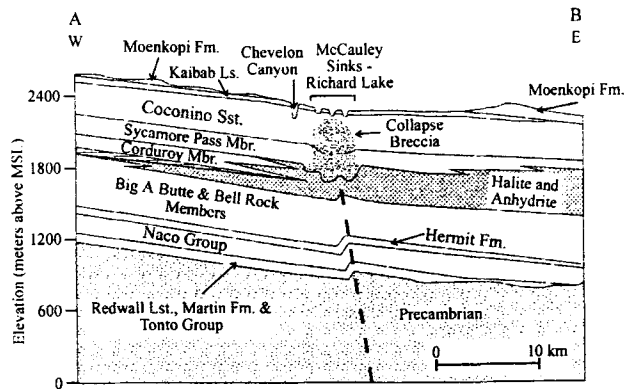 A
W
B
E
Moenkopi Fm.
Kaibab Ls.
Chevelon
Canyon
McCauley
Sinks -
Richard Lake
Moenkopi Fm.
2400
Coconino Sst.
Collapse
Breccia
Sycamore Pass Mbr.
Corduroy Mbr.
1800
Big A Butte & Bell Rock
Members
Halite and
Anhydrite
1200
Naco Group
Hermit Fm.
600
Redwall Lst., Martin Fm. &
Tonto Group
Precambrian
0 10 km
0
Elevation (meters above MSL)